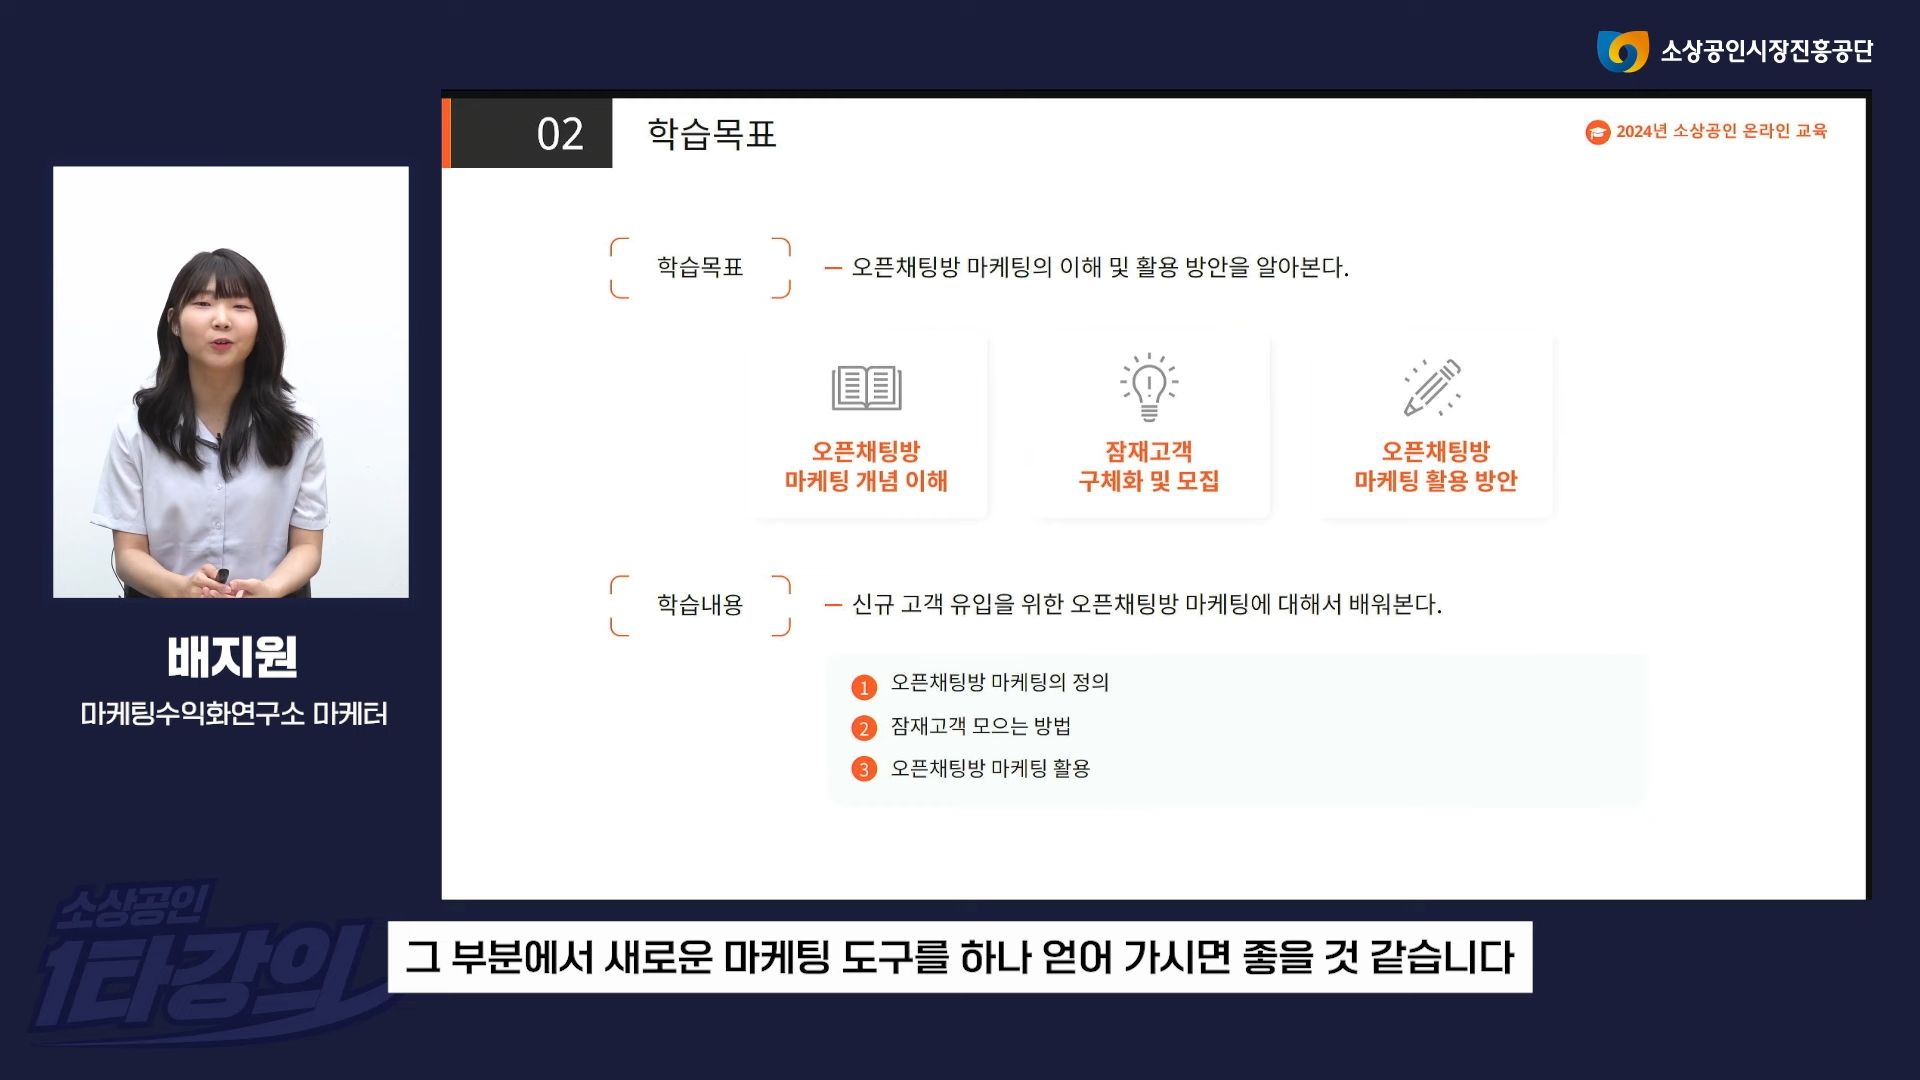 소상공인시장진흥공단
02
학습목표
2024년 소상공인 온라인 교육
학습목표
오픈채팅방 마케팅의 이해 및 활용 방안을 알아본다.
오픈채팅방
마케팅 개념 이해
잠재고객
구체화 및 모집
오픈채팅방
마케팅 활용 방안
학습내용
신규 고객 유입을 위한 오픈채팅방 마케팅에 대해서 배워본다.
1 오픈채팅방 마케팅의 정의
2 잠재고객 모으는 방법
3 오픈채팅방 마케팅 활용
배지원
마케팅수익화연구소 마케터
소상공인
1타강의
그 부분에서 새로운 마케팅 도구를 하나 얻어 가시면 좋을 것 같습니다